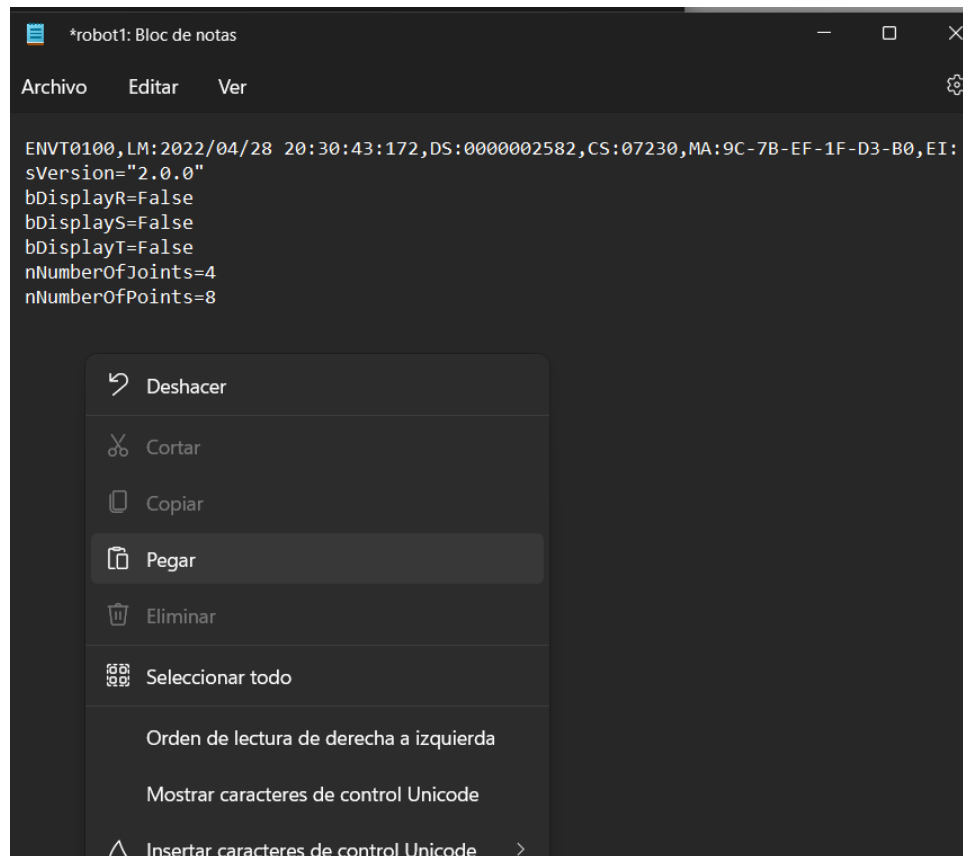 *robot1: Bloc de notas
Archivo Editar Ver
ENVT0100,LM:2022/04/28 20:30:43:172,DS:0000002582,CS:07230,MA:9C-7B-EF-1F-D3-B0,EI:
sVersion="2.0.0"
bDisplayR=False
bDisplayS=False
bDisplayT=False
nNumberOfJoints=4
nNumberOfPoints=8
Deshacer
Cortar
Copiar
Pegar
Eliminar
Seleccionar todo
Orden de lectura de derecha a izquierda
Mostrar caracteres de control Unicode
Insertar caracteres de control Unicode